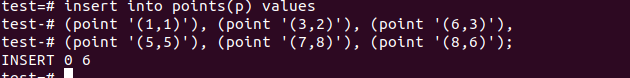 test=# insert into points(p) values
test-# (point '(1,1)'), (point '(3,2)'), (point '(6,3)'),
test-# (point '(5,5)'), (point '(7,8)'), (point '(8,6)');
INSERT 0 6
test=#